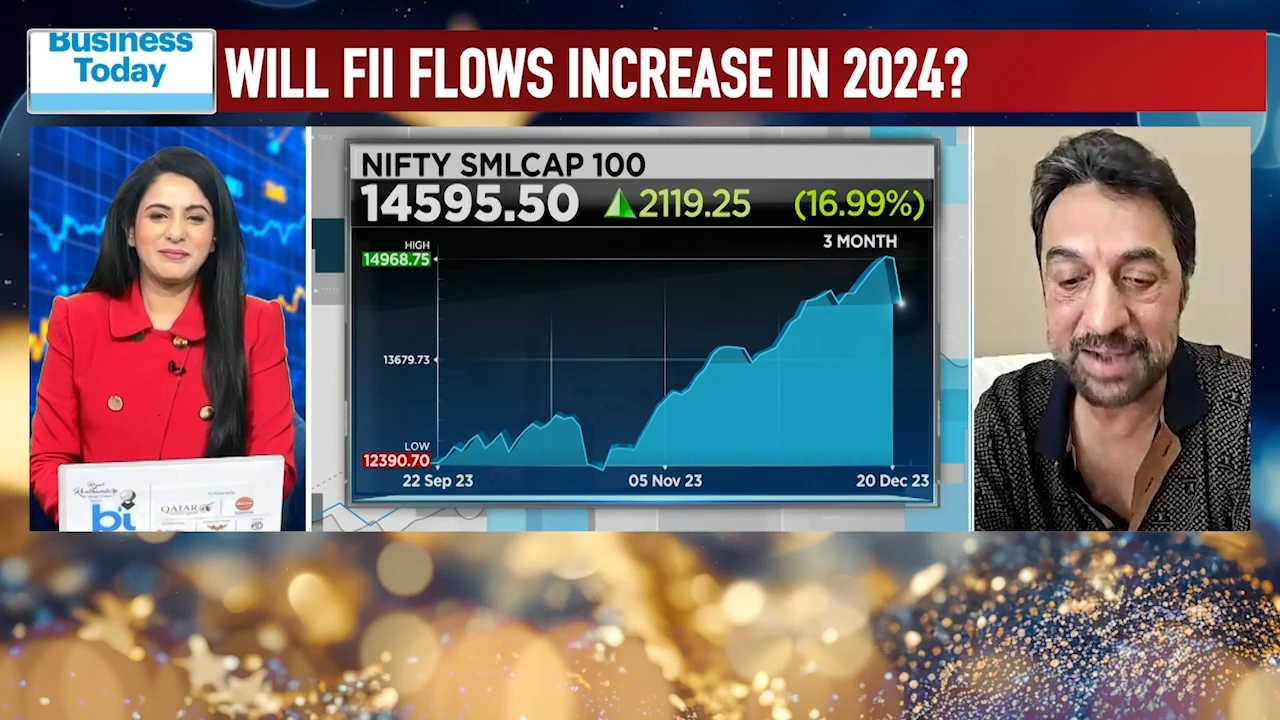 Business
Today
WILL FII FLOWS INCREASE IN 2024?
NIFTY SMLCAP 100
14595.50 2119.25 (16.99%)
3 MONTH
HIGH
14968.75
13679.73
LOW
12390.70
22 Sep 23 05 Nov 23 20 Dec 23
QATAR
bt